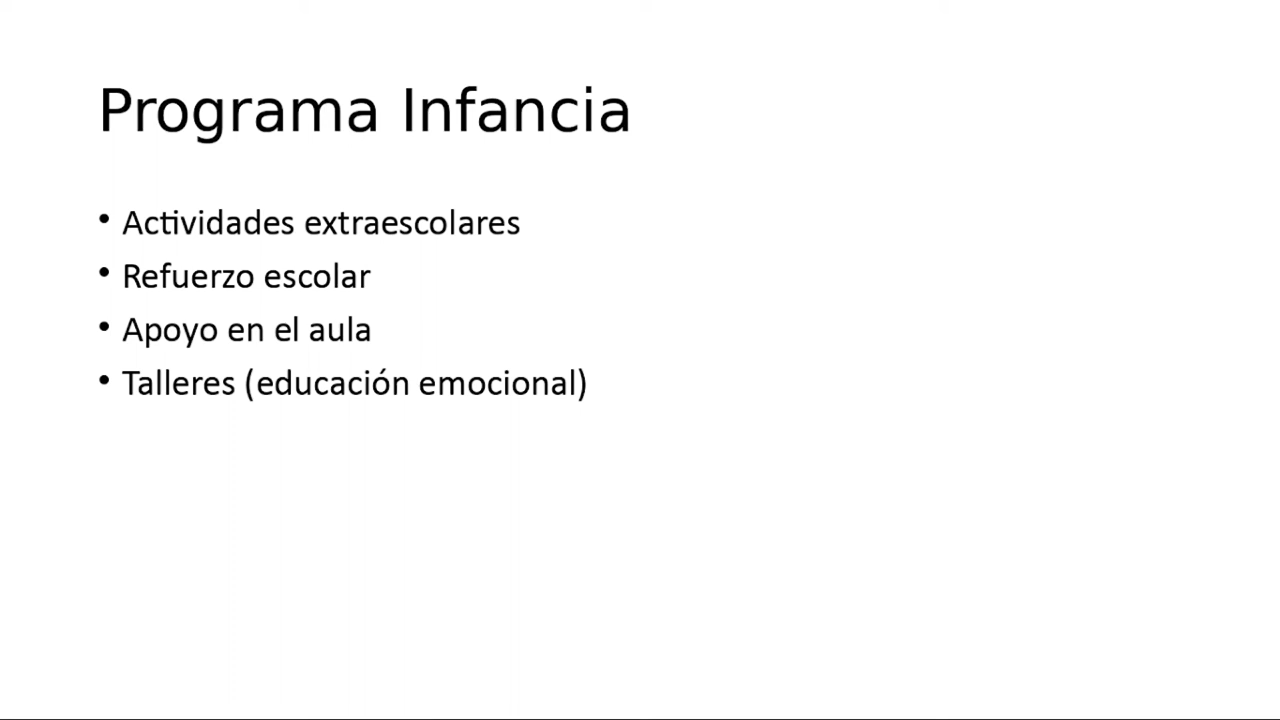 Programa Infancia
• Actividades extraescolares
• Refuerzo escolar
• Apoyo en el aula
• Talleres (educación emocional)